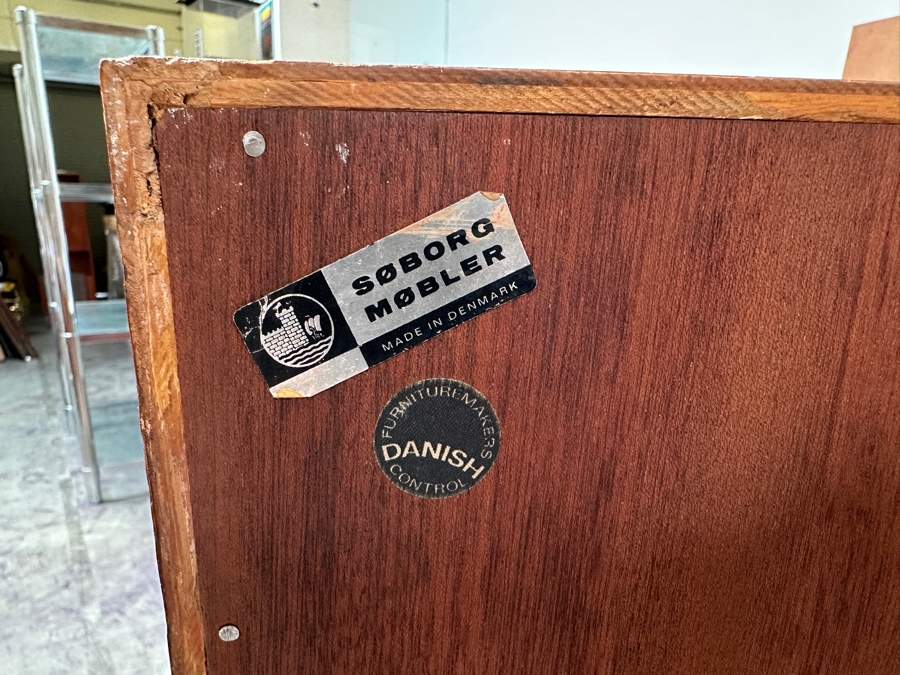 SØBORG
MØBLER
MADE IN DENMARK
FURNITUREMAKERS
DANISH
CONTROL